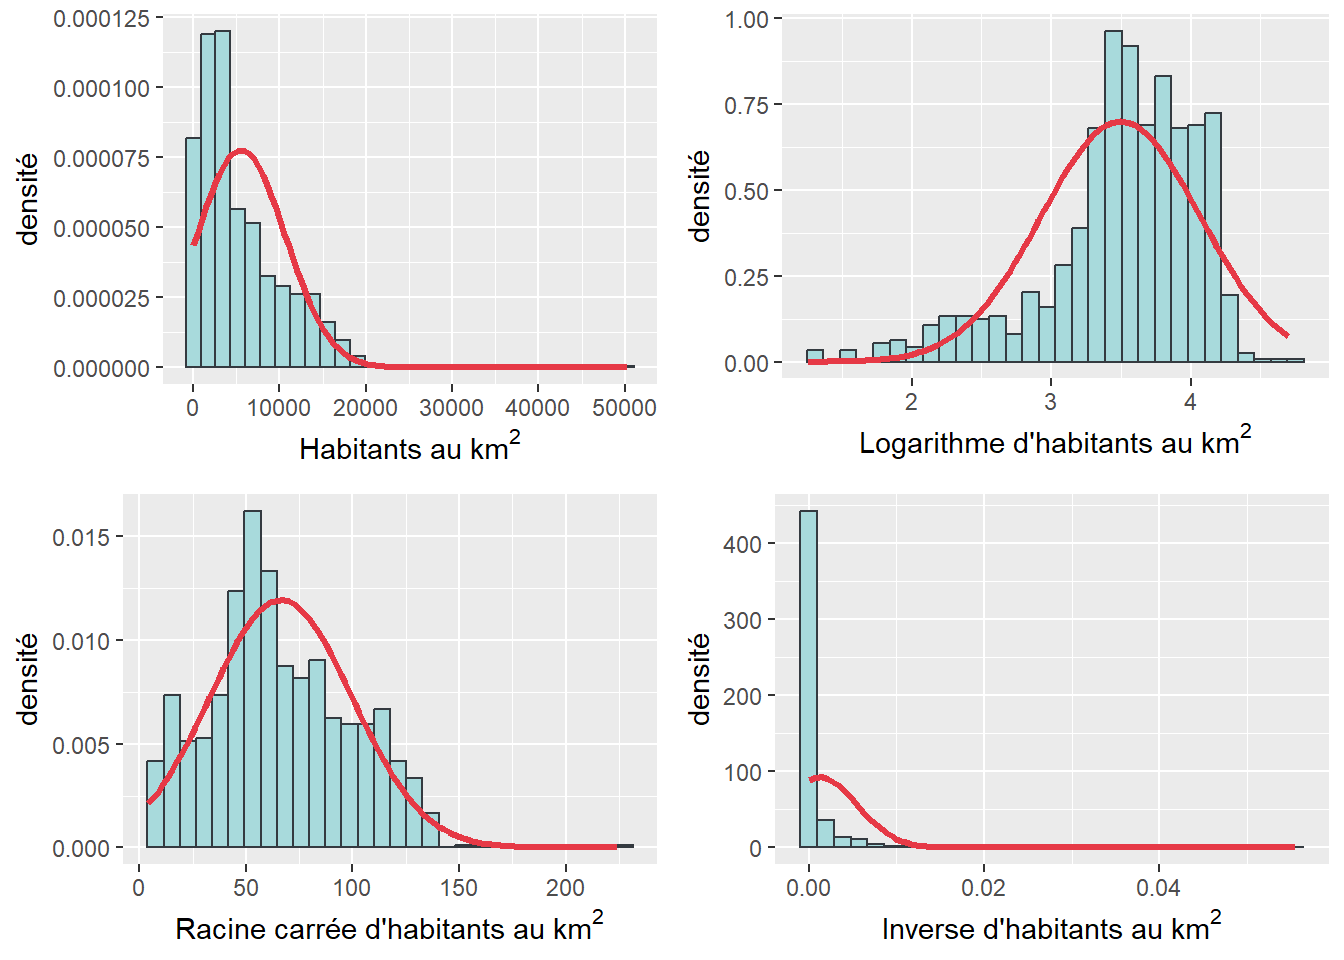 0.000125
0.000100
0.000075
0.000050
0.000025
0.000000
densité
0 10000 20000 30000 40000 50000
Habitants au km²
1.00
0.75
0.50
0.25
0.00
densité
2 3 4
Logarithme d'habitants au km²
0.015
0.010
0.005
0.000
densité
0 50 100 150 200
Racine carrée d'habitants au km²
400
300
200
100
0
densité
0.00 0.02 0.04
Inverse d'habitants au km²